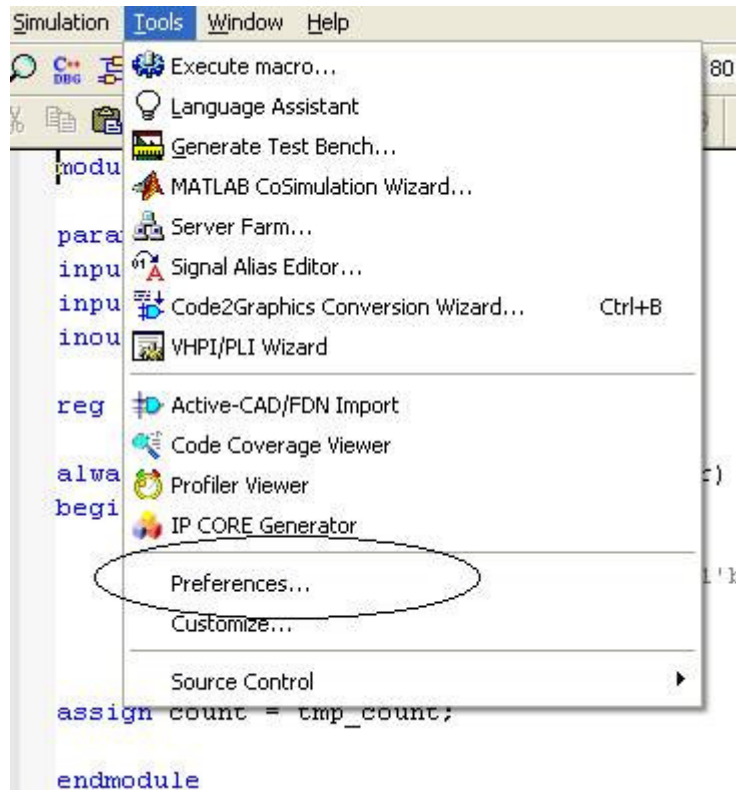 Simulation Tools Window Help
C++ DBG 80
Execute macro...
Language Assistant
Generate Test Bench...
modu
MATLAB CoSimulation Wizard...
Server Farm...
para
Signal Alias Editor...
inpu
Code2Graphics Conversion Wizard... Ctrl+B
inpu
VHPI/PLI Wizard
inou
reg Active-CAD/FDN Import
Code Coverage Viewer
alwa r)
Profiler Viewer
begi
IP CORE Generator
Preferences... 1'b
Customize...
Source Control
assign count = tmp_count;
endmodule